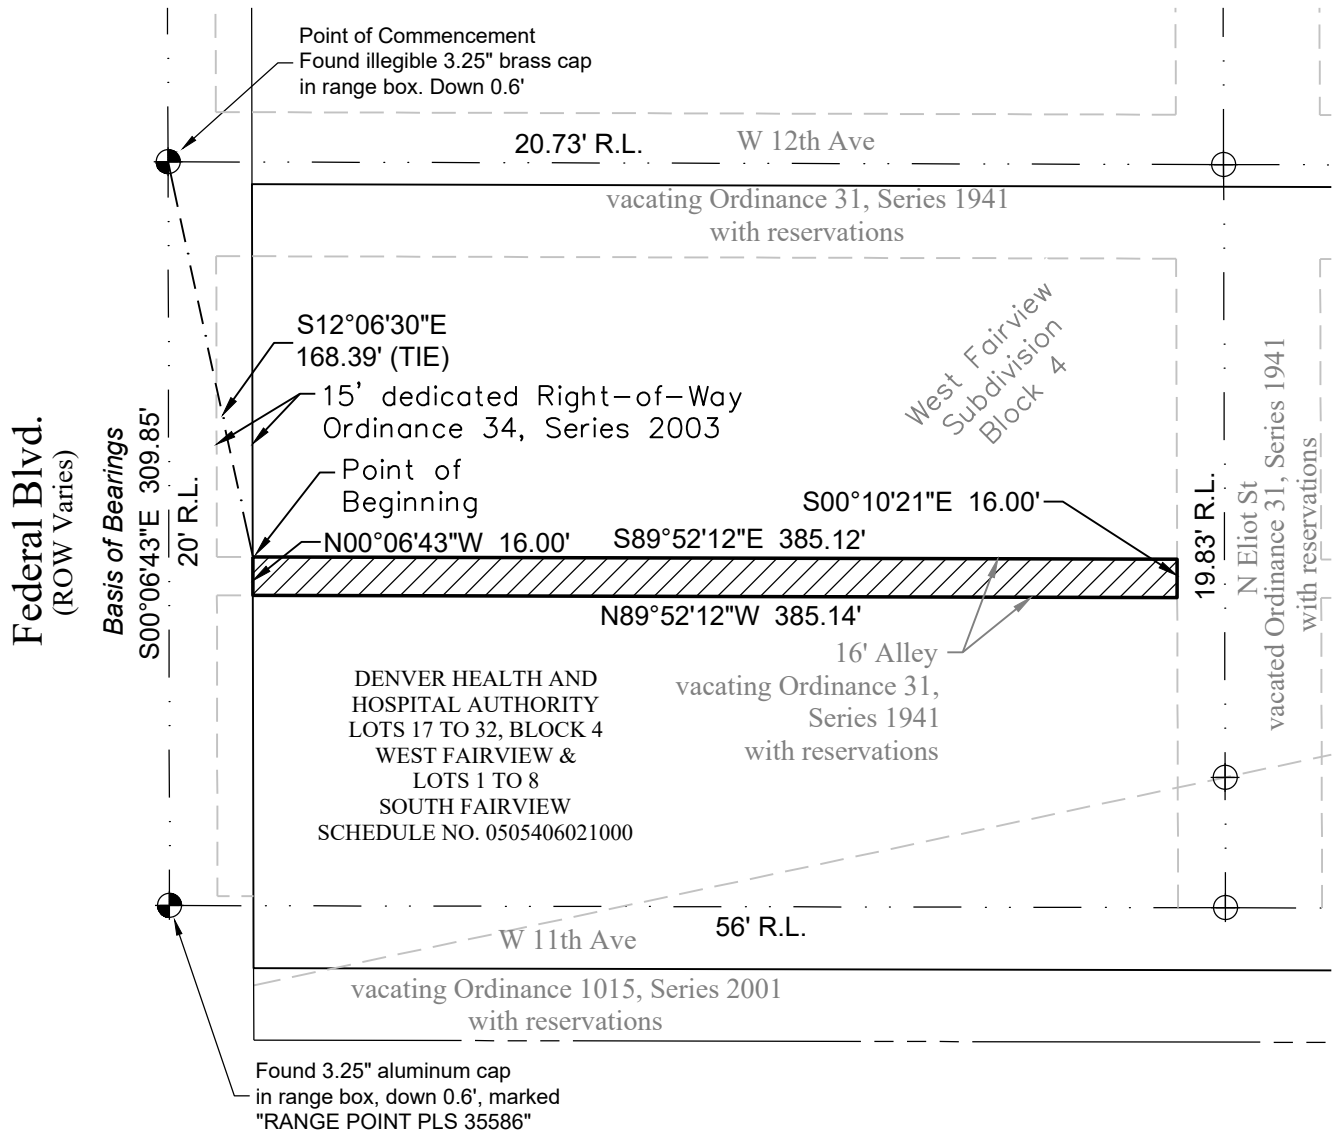 Point of Commencement
Found illegible 3.25" brass cap
in range box. Down 0.6'
20.73' R.L.
W 12th Ave
vacating Ordinance 31, Series 1941
with reservations
S12°06'30"E
168.39' (TIE)
15' dedicated Right-of-Way
Ordinance 34, Series 2003
West Fairview
Subdivision
Block 4
Federal Blvd.
(ROW Varies)
Basis of Bearings
S00°06'43"E 309.85'
20' R.L.
Point of
Beginning
N00°06'43"W 16.00'
S89°52'12"E 385.12'
S00°10'21"E 16.00'
N89°52'12"W 385.14'
19.83' R.L.
N Eliot St
vacated Ordinance 31, Series 1941
with reservations
16' Alley
vacating Ordinance 31,
Series 1941
with reservations
DENVER HEALTH AND
HOSPITAL AUTHORITY
LOTS 17 TO 32, BLOCK 4
WEST FAIRVIEW &
LOTS 1 TO 8
SOUTH FAIRVIEW
SCHEDULE NO. 0505406021000
56' R.L.
W 11th Ave
vacating Ordinance 1015, Series 2001
with reservations
Found 3.25" aluminum cap
in range box, down 0.6', marked
"RANGE POINT PLS 35586"